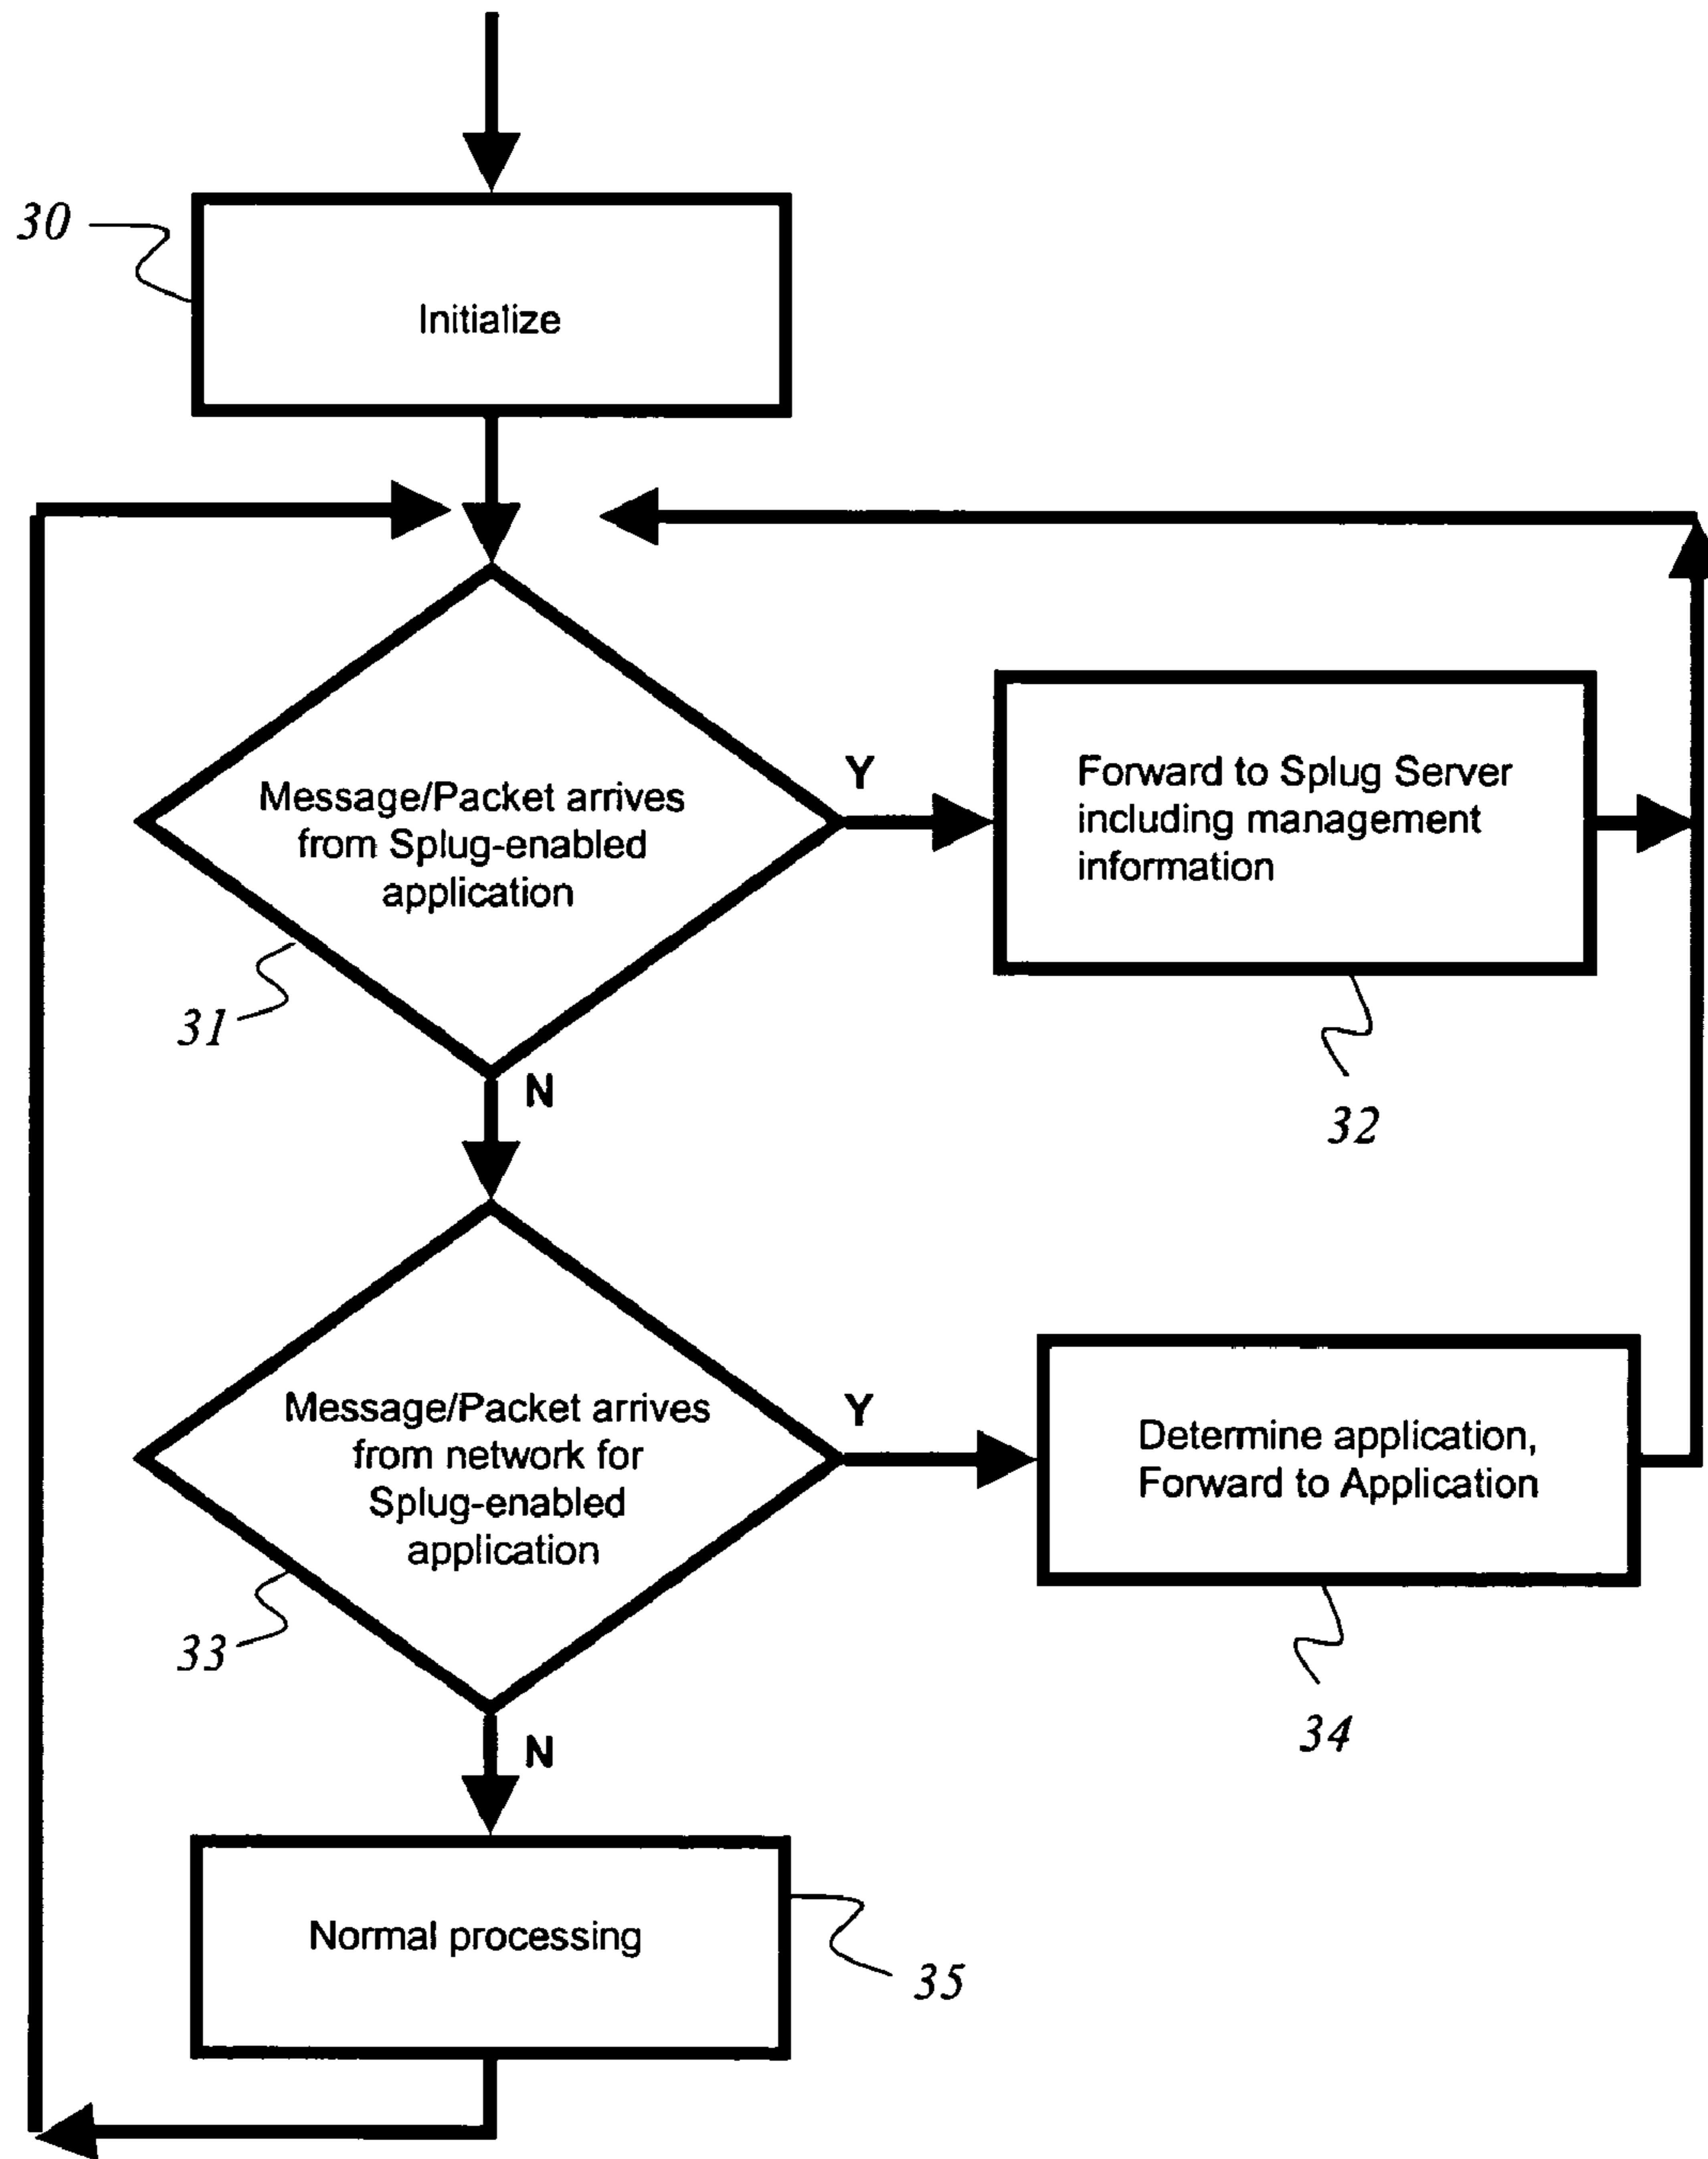 30
Initialize
Message/Packet arrives
from Splug-enabled
application
31
Y
Forward to Splug Server
including management
information
32
N
Message/Packet arrives
from network for
Splug-enabled
application
33
Y
Determine application,
Forward to Application
34
N
Normal processing
35